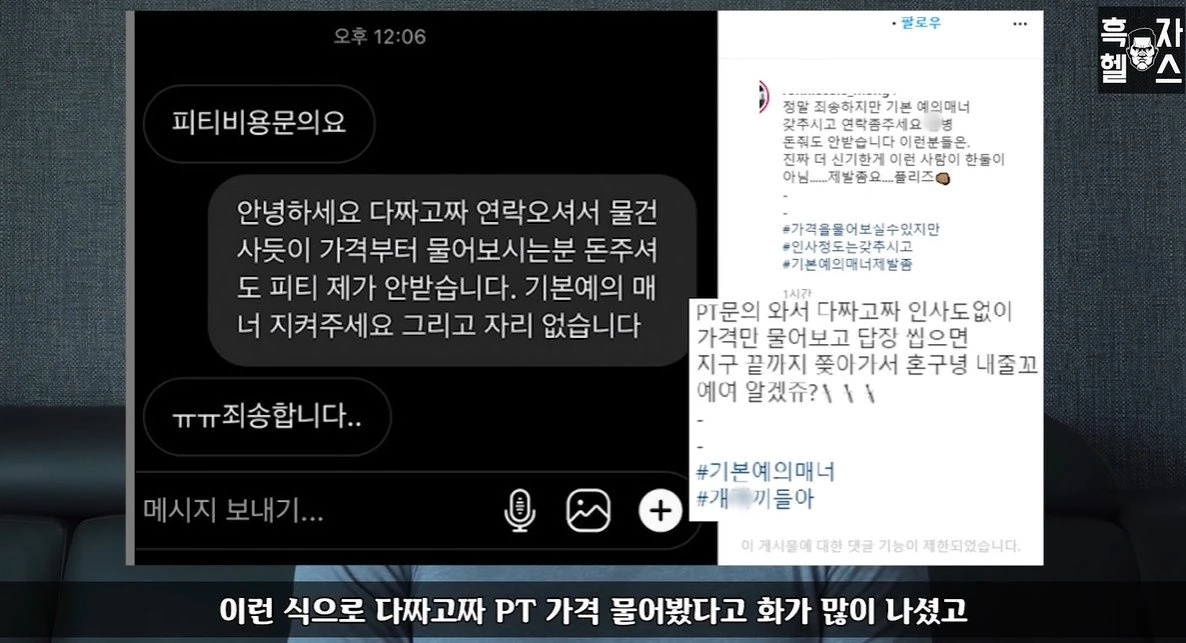 오후 12:06
피티비용문의요
안녕하세요 다짜고짜 연락오셔서 물건
사듯이 가격부터 물어보시는분 돈주셔
도 피티 제가 안받습니다. 기본예의 매
너 지켜주세요 그리고 자리 없습니다
ㅠㅠ죄송합니다..
메시지 보내기...
• 팔로우
정말 죄송하지만 기본 예의매너
갖추시고 연락좀주세요 병
돈줘도 안받습니다 이런분들은.
진짜 더 신기한게 이런 사람이 한둘이
아님......제발좀요....플리즈
-
-
#가격을물어보실수있지만
#인사정도는갖추시고
#기본예의매너제발좀
1시간
PT문의 와서 다짜고짜 인사도없이
가격만 물어보고 답장 씹으면
지구 끝까지 쫓아가서 혼구녕 내줄꼬
예여 알겠쥬?\ \ \
-
-
#기본예의매너
#개 끼들아
이 게시물에 대한 댓글 기능이 제한되었습니다.
흑자
헬스
이런 식으로 다짜고짜 PT 가격 물어봤다고 화가 많이 나셨고